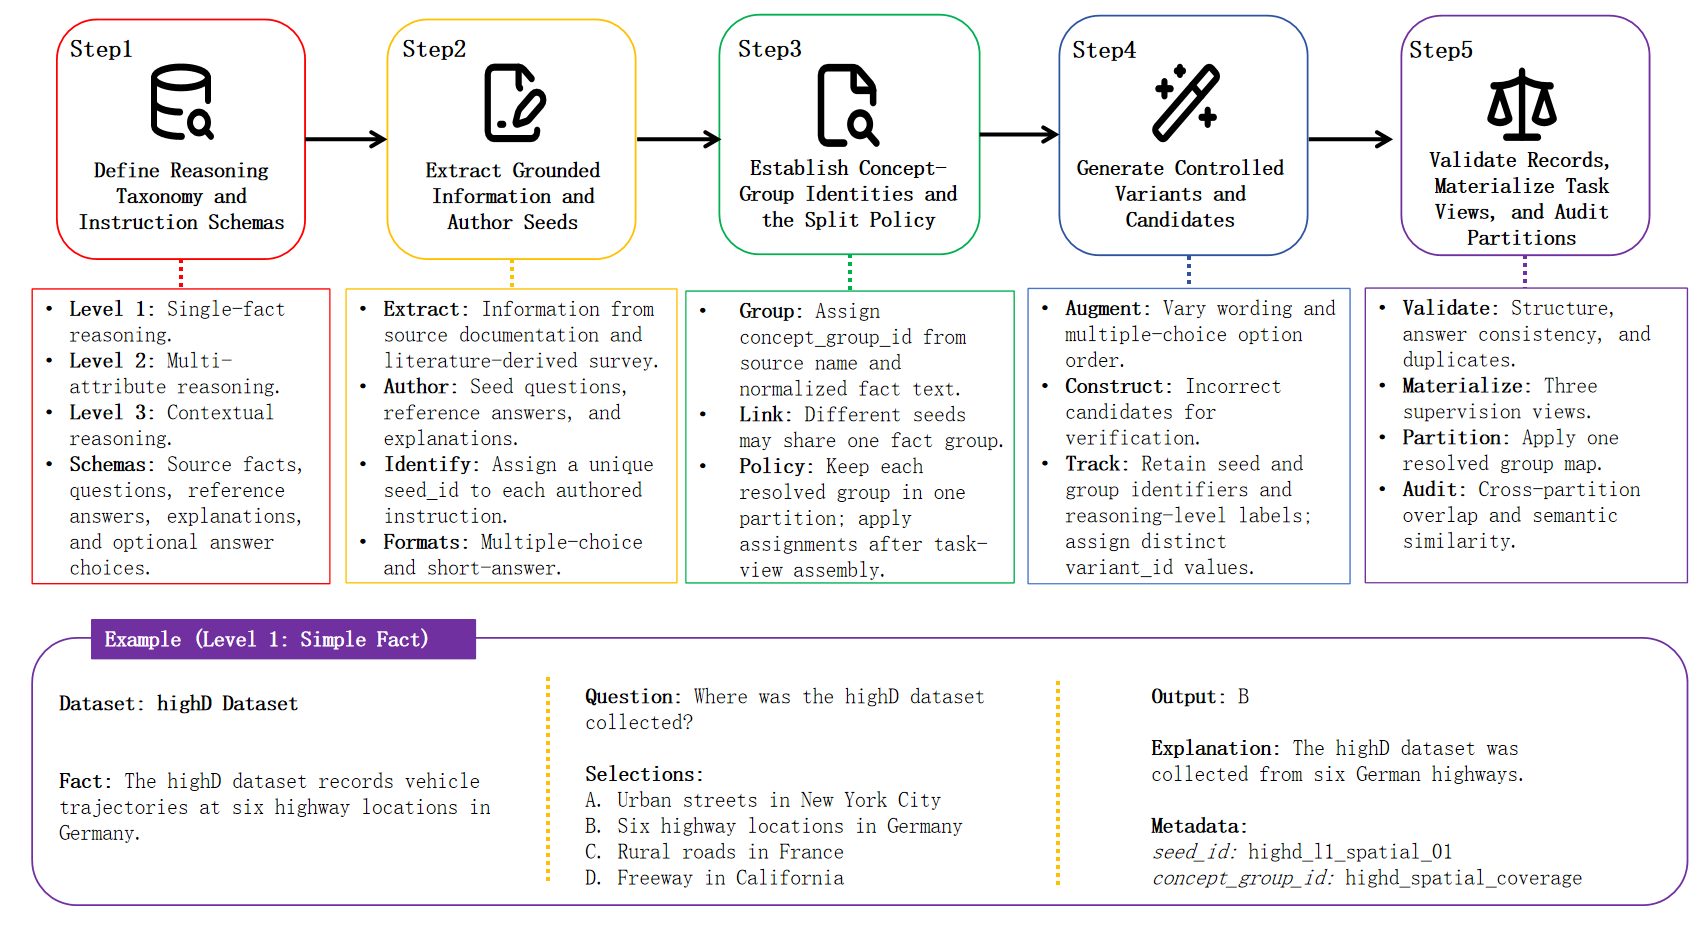 Step1
Define Reasoning
Taxonomy and
Instruction Schemas
Step2
Extract Grounded
Information and
Author Seeds
Step3
Establish Concept-
Group Identities and
the Split Policy
Step4
Generate Controlled
Variants and
Candidates
Step5
Validate Records,
Materialize Task
Views, and Audit
Partitions
• Level 1: Single-fact
reasoning.
• Level 2: Multi-
attribute reasoning.
• Level 3: Contextual
reasoning.
• Schemas: Source facts,
questions, reference
answers, explanations,
and optional answer
choices.
• Extract: Information from
source documentation and
literature-derived survey.
• Author: Seed questions,
reference answers, and
explanations.
• Identify: Assign a unique
seed_id to each authored
instruction.
• Formats: Multiple-choice
and short-answer.
• Group: Assign
concept_group_id from
source name and
normalized fact text.
• Link: Different seeds
may share one fact group.
• Policy: Keep each
resolved group in one
partition; apply
assignments after task-
view assembly.
• Augment: Vary wording and
multiple-choice option
order.
• Construct: Incorrect
candidates for
verification.
• Track: Retain seed and
group identifiers and
reasoning-level labels;
assign distinct
variant_id values.
• Validate: Structure,
answer consistency, and
duplicates.
• Materialize: Three
supervision views.
• Partition: Apply one
resolved group map.
• Audit: Cross-partition
overlap and semantic
similarity.
Example (Level 1: Simple Fact)
Dataset: highD Dataset
Fact: The highD dataset records vehicle
trajectories at six highway locations in
Germany.
Question: Where was the highD dataset
collected?
Selections:
A. Urban streets in New York City
B. Six highway locations in Germany
C. Rural roads in France
D. Freeway in California
Output: B
Explanation: The highD dataset was
collected from six German highways.
Metadata:
seed_id: highd_l1_spatial_01
concept_group_id: highd_spatial_coverage